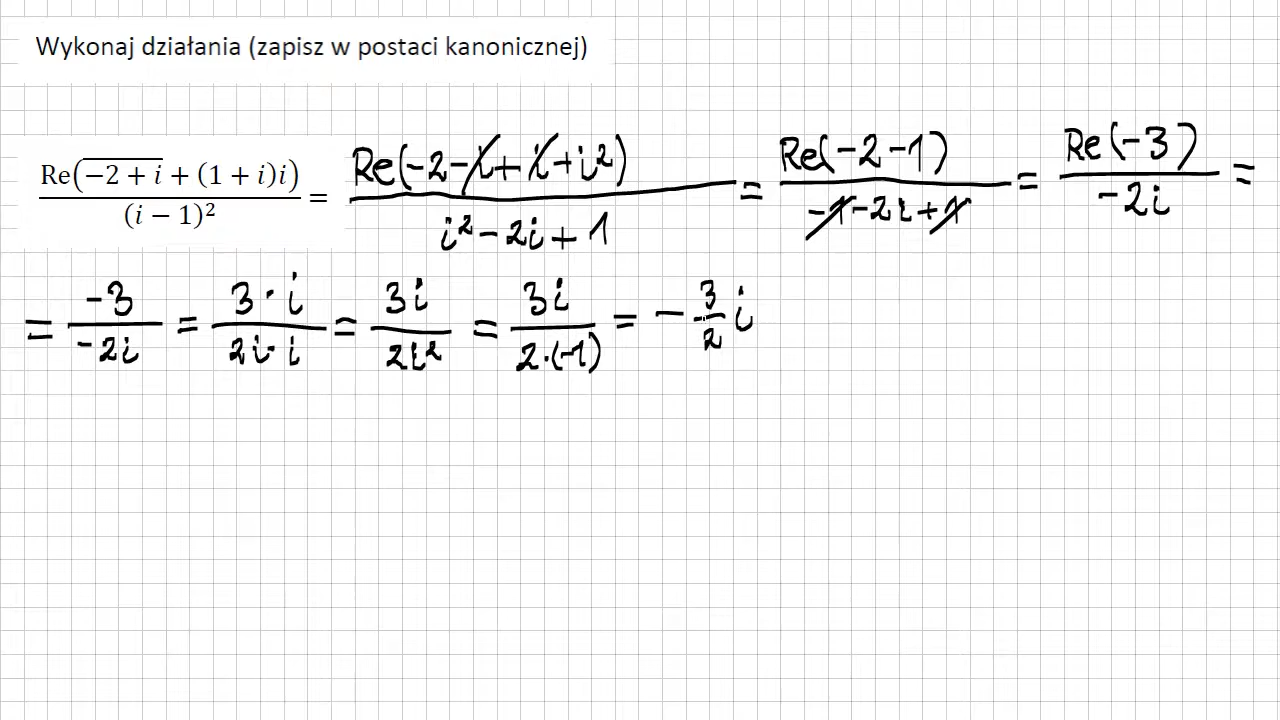 Wykonaj działania (zapisz w postaci kanonicznej)
Re(\overline{−2 + i} + (1 + i)i) / (i − 1)² = Re(-2-i+i+i²) / i²-2i+1 = Re(-2-1) / -1-2i+1 = Re(-3) / -2i =
= -3 / -2i = 3·i / 2i·i = 3i / 2i² = 3i / 2·(-1) = -3/2 i